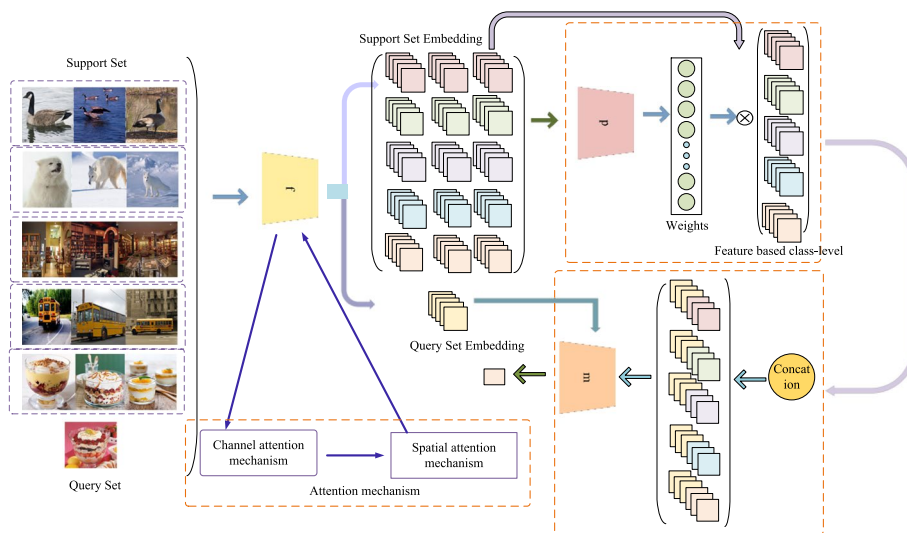 Support Set
Support Set Embedding
f
p
Weights
Feature based class-level
Query Set Embedding
m
Concat
ion
Channel attention
mechanism
Spatial attention
mechanism
Attention mechanism
Query Set